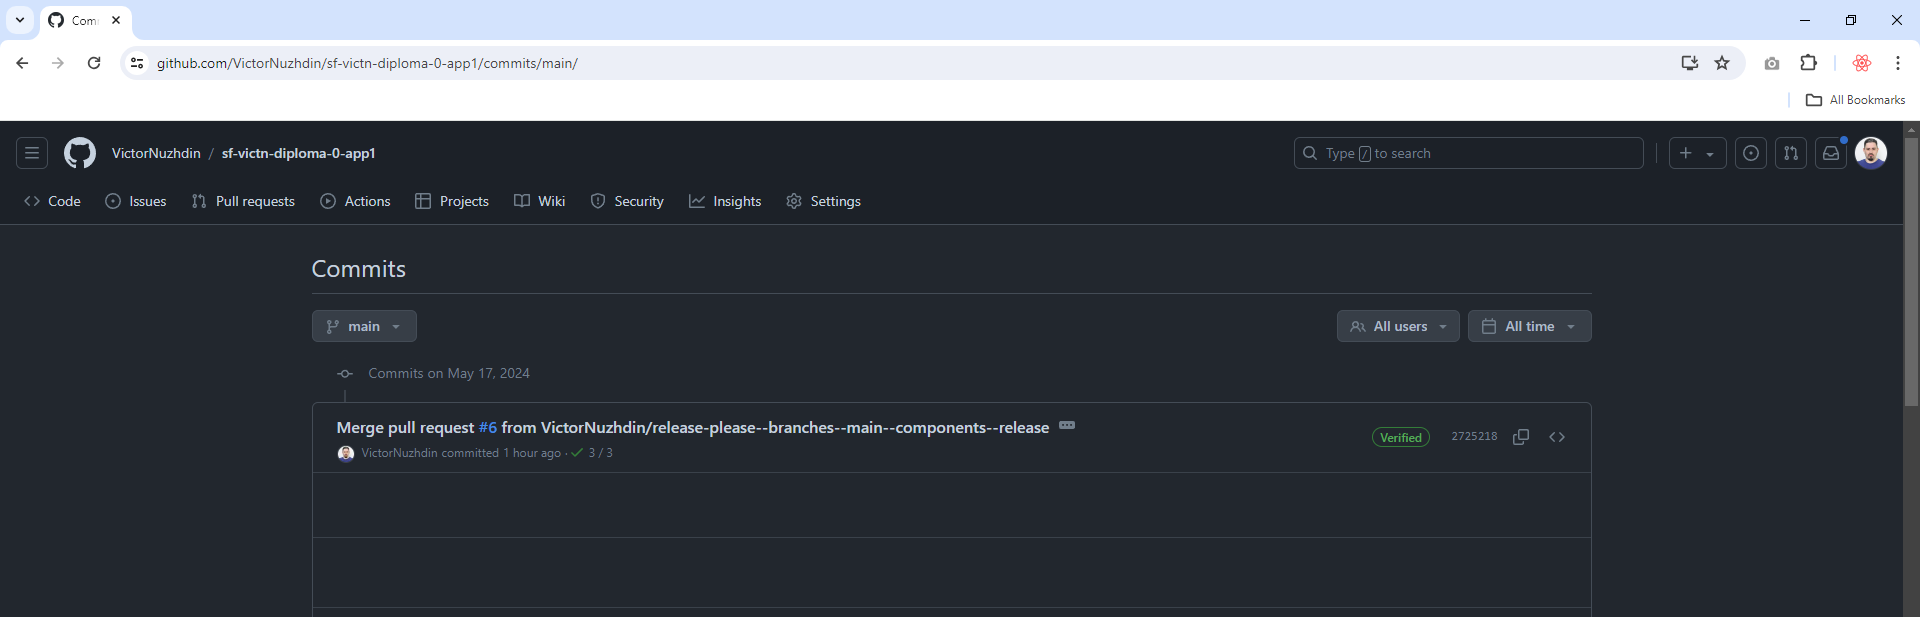 Com
github.com/VictorNuzhdin/sf-victn-diploma-0-app1/commits/main/
All Bookmarks
VictorNuzhdin / sf-victn-diploma-0-app1
Type / to search
Code Issues Pull requests Actions Projects Wiki Security Insights Settings
Commits
main All users All time
Commits on May 17, 2024
Merge pull request #6 from VictorNuzhdin/release-please--branches--main--components--release
Verified 2725218
VictorNuzhdin committed 1 hour ago · 3 / 3